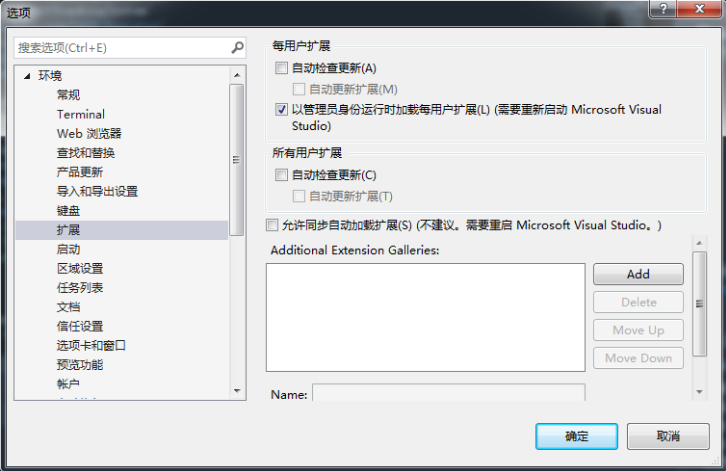 选项
搜索选项(Ctrl+E)
环境
常规
Terminal
Web 浏览器
查找和替换
产品更新
导入和导出设置
键盘
扩展
启动
区域设置
任务列表
文档
信任设置
选项卡和窗口
预览功能
帐户
每用户扩展
自动检查更新(A)
自动更新扩展(M)
以管理员身份运行时加载每用户扩展(L) (需要重新启动 Microsoft Visual
Studio)
所有用户扩展
自动检查更新(C)
自动更新扩展(T)
允许同步自动加载扩展(S) (不建议。需要重启 Microsoft Visual Studio。)
Additional Extension Galleries:
Add
Delete
Move Up
Move Down
Name:
确定
取消